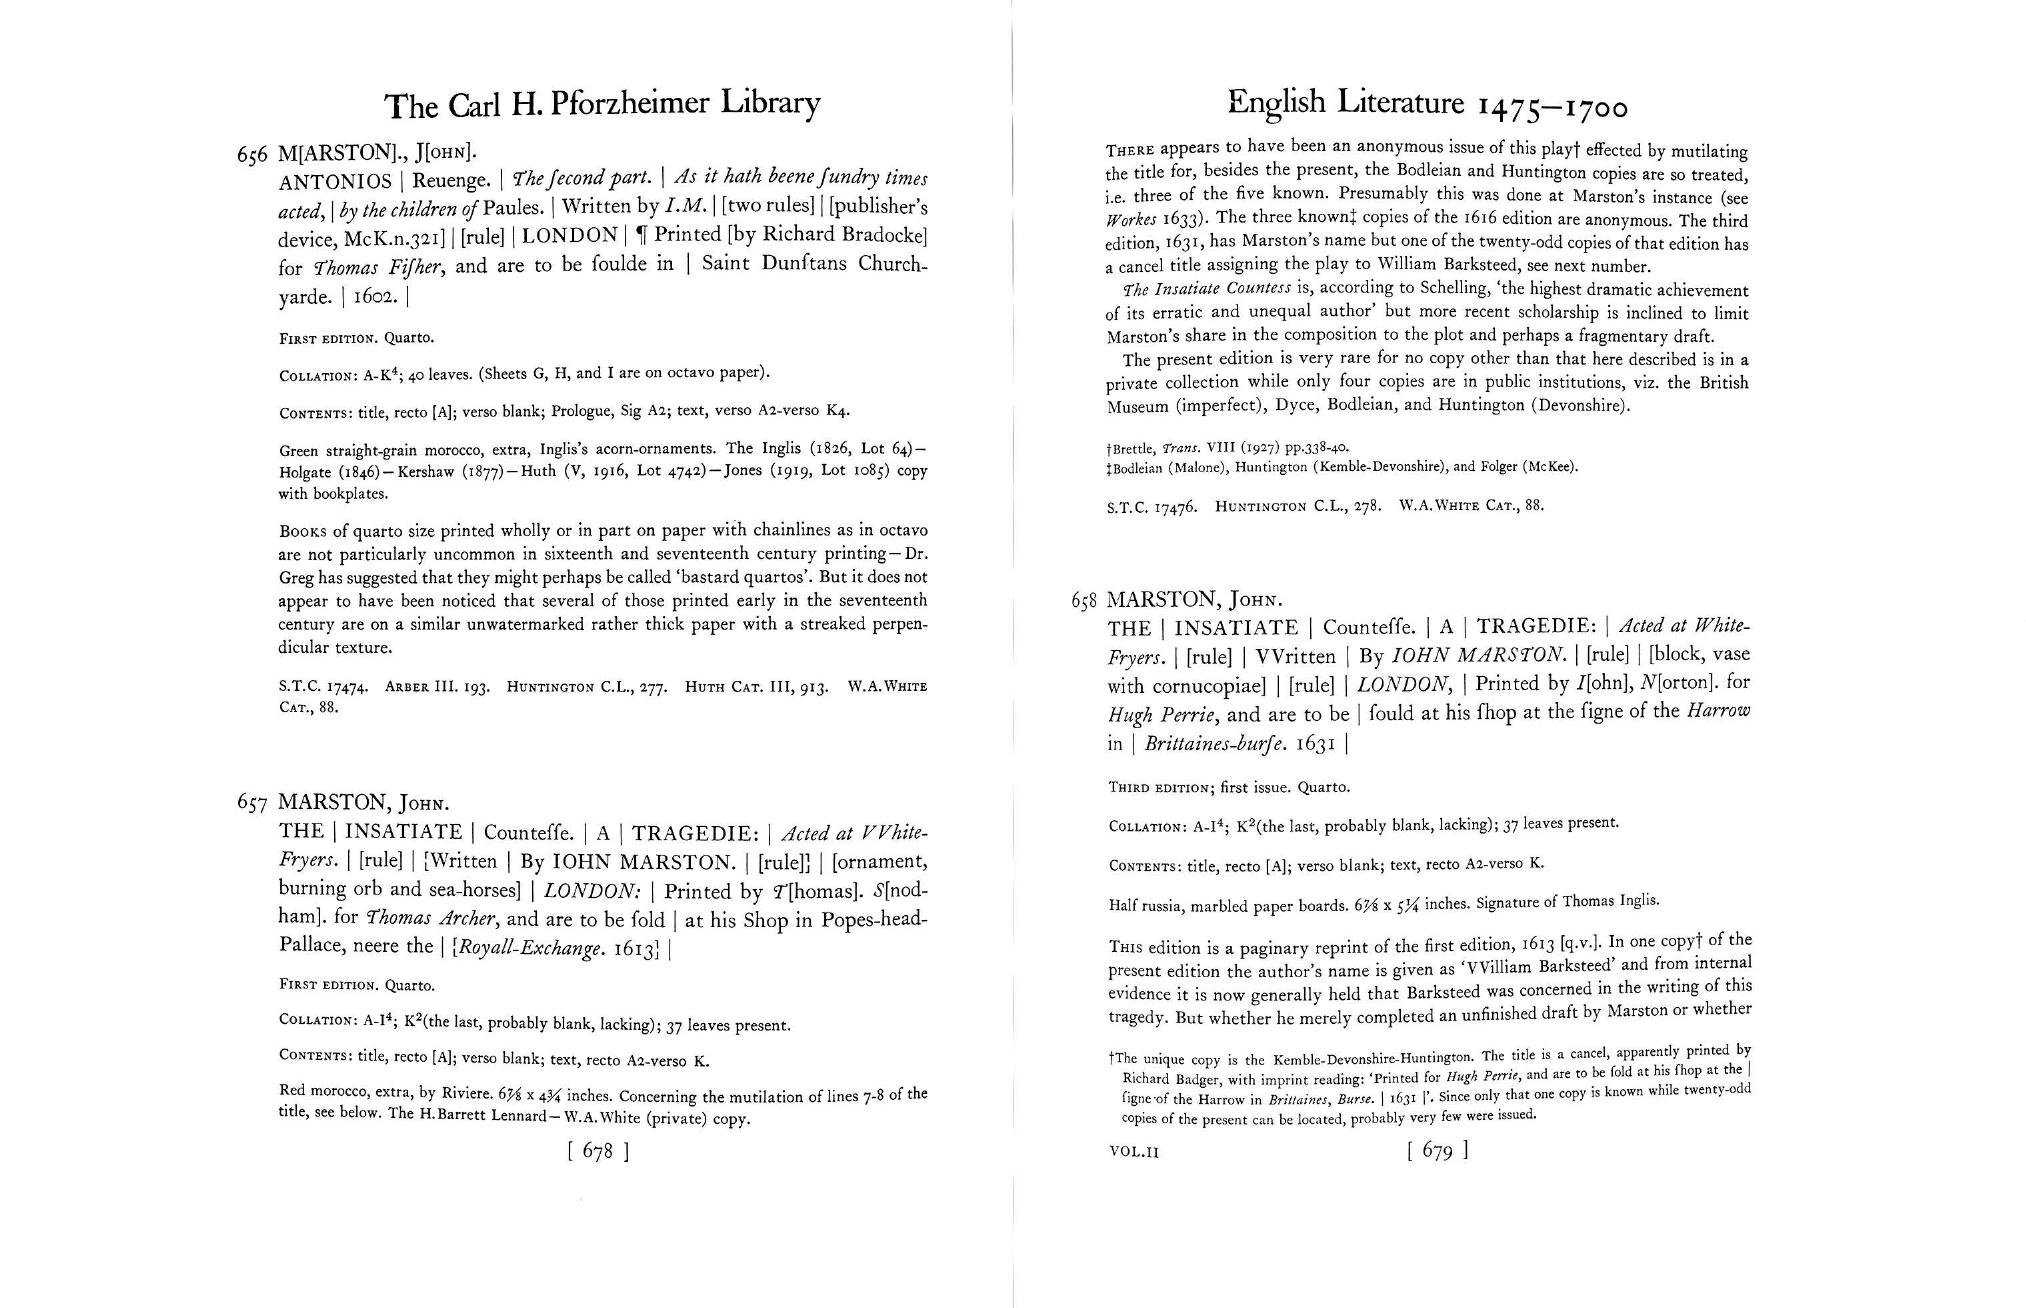 The Carl H. Pforzheimer Library
656 M[ARSTON]., J[OHN].
ANTONIOS | Reuenge. | The ſecond part. | As it hath beene ſundry times
acted, | by the children of Paules. | Written by I.M. | [two rules] | [publisher's
device, McK.n.321] | [rule] | LONDON | ¶ Printed [by Richard Bradocke]
for Thomas Fiſher, and are to be ſoulde in | Saint Dunſtans Church-
yarde. | 1602. |
FIRST EDITION. Quarto.
COLLATION: A-K⁴; 40 leaves. (Sheets G, H, and I are on octavo paper).
CONTENTS: title, recto [A]; verso blank; Prologue, Sig A2; text, verso A2-verso K4.
Green straight-grain morocco, extra, Inglis's acorn-ornaments. The Inglis (1826, Lot 64)—
Holgate (1846)—Kershaw (1877)—Huth (V, 1916, Lot 4742)—Jones (1919, Lot 1085) copy
with bookplates.
BOOKS of quarto size printed wholly or in part on paper with chainlines as in octavo
are not particularly uncommon in sixteenth and seventeenth century printing—Dr.
Greg has suggested that they might perhaps be called 'bastard quartos'. But it does not
appear to have been noticed that several of those printed early in the seventeenth
century are on a similar unwatermarked rather thick paper with a streaked perpen-
dicular texture.
S.T.C. 17474. ARBER III. 193. HUNTINGTON C.L., 277. HUTH CAT. III, 913. W.A.WHITE
CAT., 88.
657 MARSTON, JOHN.
THE | INSATIATE | Counteſſe. | A | TRAGEDIE: | Acted at VVhite-
Fryers. | [rule] | [Written | By IOHN MARSTON. | [rule]] | [ornament,
burning orb and sea-horses] | LONDON: | Printed by T[homas]. S[nod-
ham]. for Thomas Archer, and are to be ſold | at his Shop in Popes-head-
Pallace, neere the | [Royall-Exchange. 1613] |
FIRST EDITION. Quarto.
COLLATION: A-I⁴; K²(the last, probably blank, lacking); 37 leaves present.
CONTENTS: title, recto [A]; verso blank; text, recto A2-verso K.
Red morocco, extra, by Riviere. 6⅞ x 4¾ inches. Concerning the mutilation of lines 7-8 of the
title, see below. The H.Barrett Lennard—W.A.White (private) copy.
[ 678 ]
English Literature 1475—1700
THERE appears to have been an anonymous issue of this play† effected by mutilating
the title for, besides the present, the Bodleian and Huntington copies are so treated,
i.e. three of the five known. Presumably this was done at Marston's instance (see
Workes 1633). The three known‡ copies of the 1616 edition are anonymous. The third
edition, 1631, has Marston's name but one of the twenty-odd copies of that edition has
a cancel title assigning the play to William Barksteed, see next number.
The Insatiate Countess is, according to Schelling, 'the highest dramatic achievement
of its erratic and unequal author' but more recent scholarship is inclined to limit
Marston's share in the composition to the plot and perhaps a fragmentary draft.
The present edition is very rare for no copy other than that here described is in a
private collection while only four copies are in public institutions, viz. the British
Museum (imperfect), Dyce, Bodleian, and Huntington (Devonshire).
†Brettle, Trans. VIII (1927) pp.338-40.
‡Bodleian (Malone), Huntington (Kemble-Devonshire), and Folger (McKee).
S.T.C. 17476. HUNTINGTON C.L., 278. W.A.WHITE CAT., 88.
658 MARSTON, JOHN.
THE | INSATIATE | Counteſſe. | A | TRAGEDIE: | Acted at White-
Fryers. | [rule] | VVritten | By IOHN MARSTON. | [rule] | [block, vase
with cornucopiae] | [rule] | LONDON, | Printed by I[ohn], N[orton]. for
Hugh Perrie, and are to be | ſould at his ſhop at the ſigne of the Harrow
in | Brittaines-burſe. 1631 |
THIRD EDITION; first issue. Quarto.
COLLATION: A-I⁴; K²(the last, probably blank, lacking); 37 leaves present.
CONTENTS: title, recto [A]; verso blank; text, recto A2-verso K.
Half russia, marbled paper boards. 6⅞ x 5¼ inches. Signature of Thomas Inglis.
THIS edition is a paginary reprint of the first edition, 1613 [q.v.]. In one copy† of the
present edition the author's name is given as 'VVilliam Barksteed' and from internal
evidence it is now generally held that Barksteed was concerned in the writing of this
tragedy. But whether he merely completed an unfinished draft by Marston or whether
†The unique copy is the Kemble-Devonshire-Huntington. The title is a cancel, apparently printed by
Richard Badger, with imprint reading: 'Printed for Hugh Perrie, and are to be ſold at his ſhop at the |
ſigne of the Harrow in Brittaines, Burse. | 1631 |'. Since only that one copy is known while twenty-odd
copies of the present can be located, probably very few were issued.
VOL.II [ 679 ]